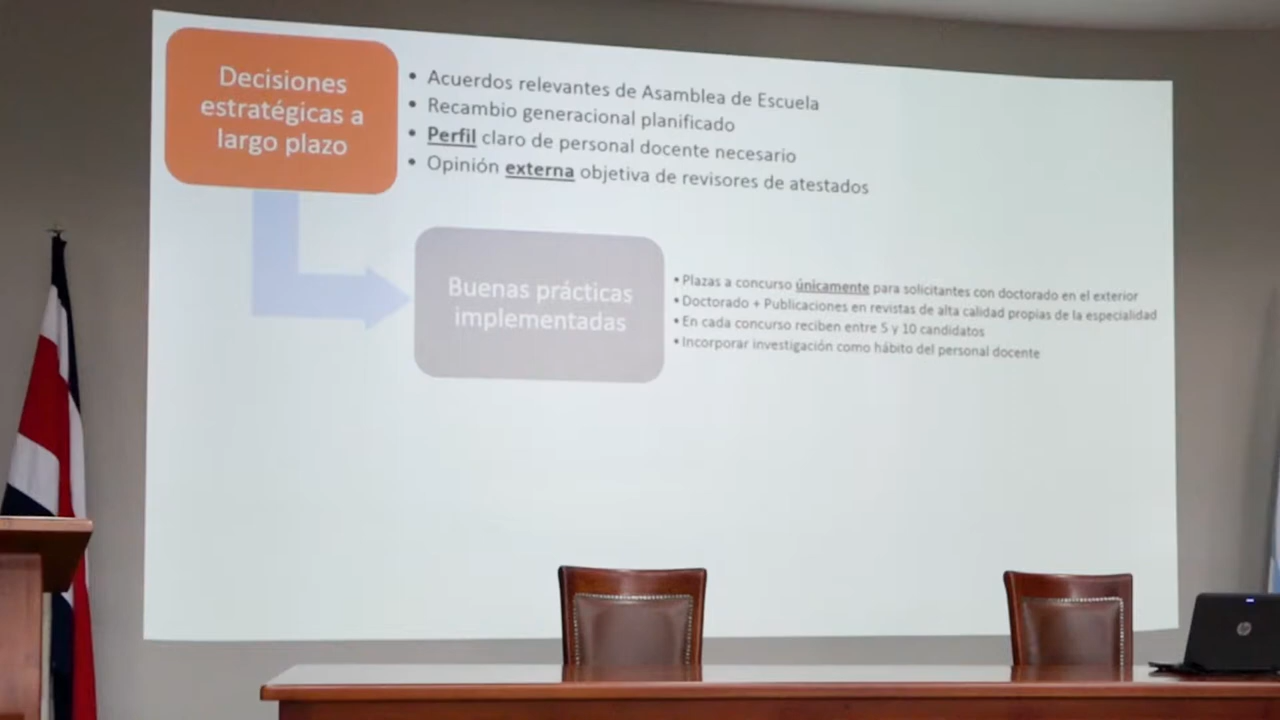 Decisiones
estratégicas a
largo plazo
• Acuerdos relevantes de Asamblea de Escuela
• Recambio generacional planificado
• Perfil claro de personal docente necesario
• Opinión externa objetiva de revisores de atestados
Buenas prácticas
implementadas
• Plazas a concurso únicamente para solicitantes con doctorado en el exterior
• Doctorado + Publicaciones en revistas de alta calidad propias de la especialidad
• En cada concurso reciben entre 5 y 10 candidatos
• Incorporar investigación como hábito del personal docente
hp